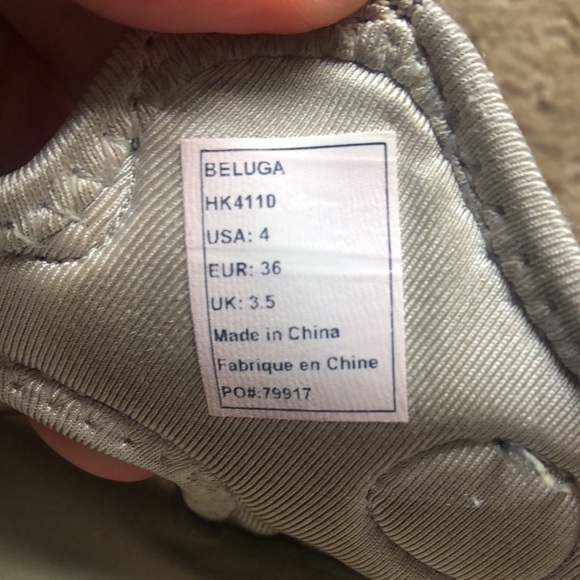 BELUGA
HK4110
USA: 4
EUR: 36
UK: 3.5
Made in China
Fabrique en Chine
PO#:79917